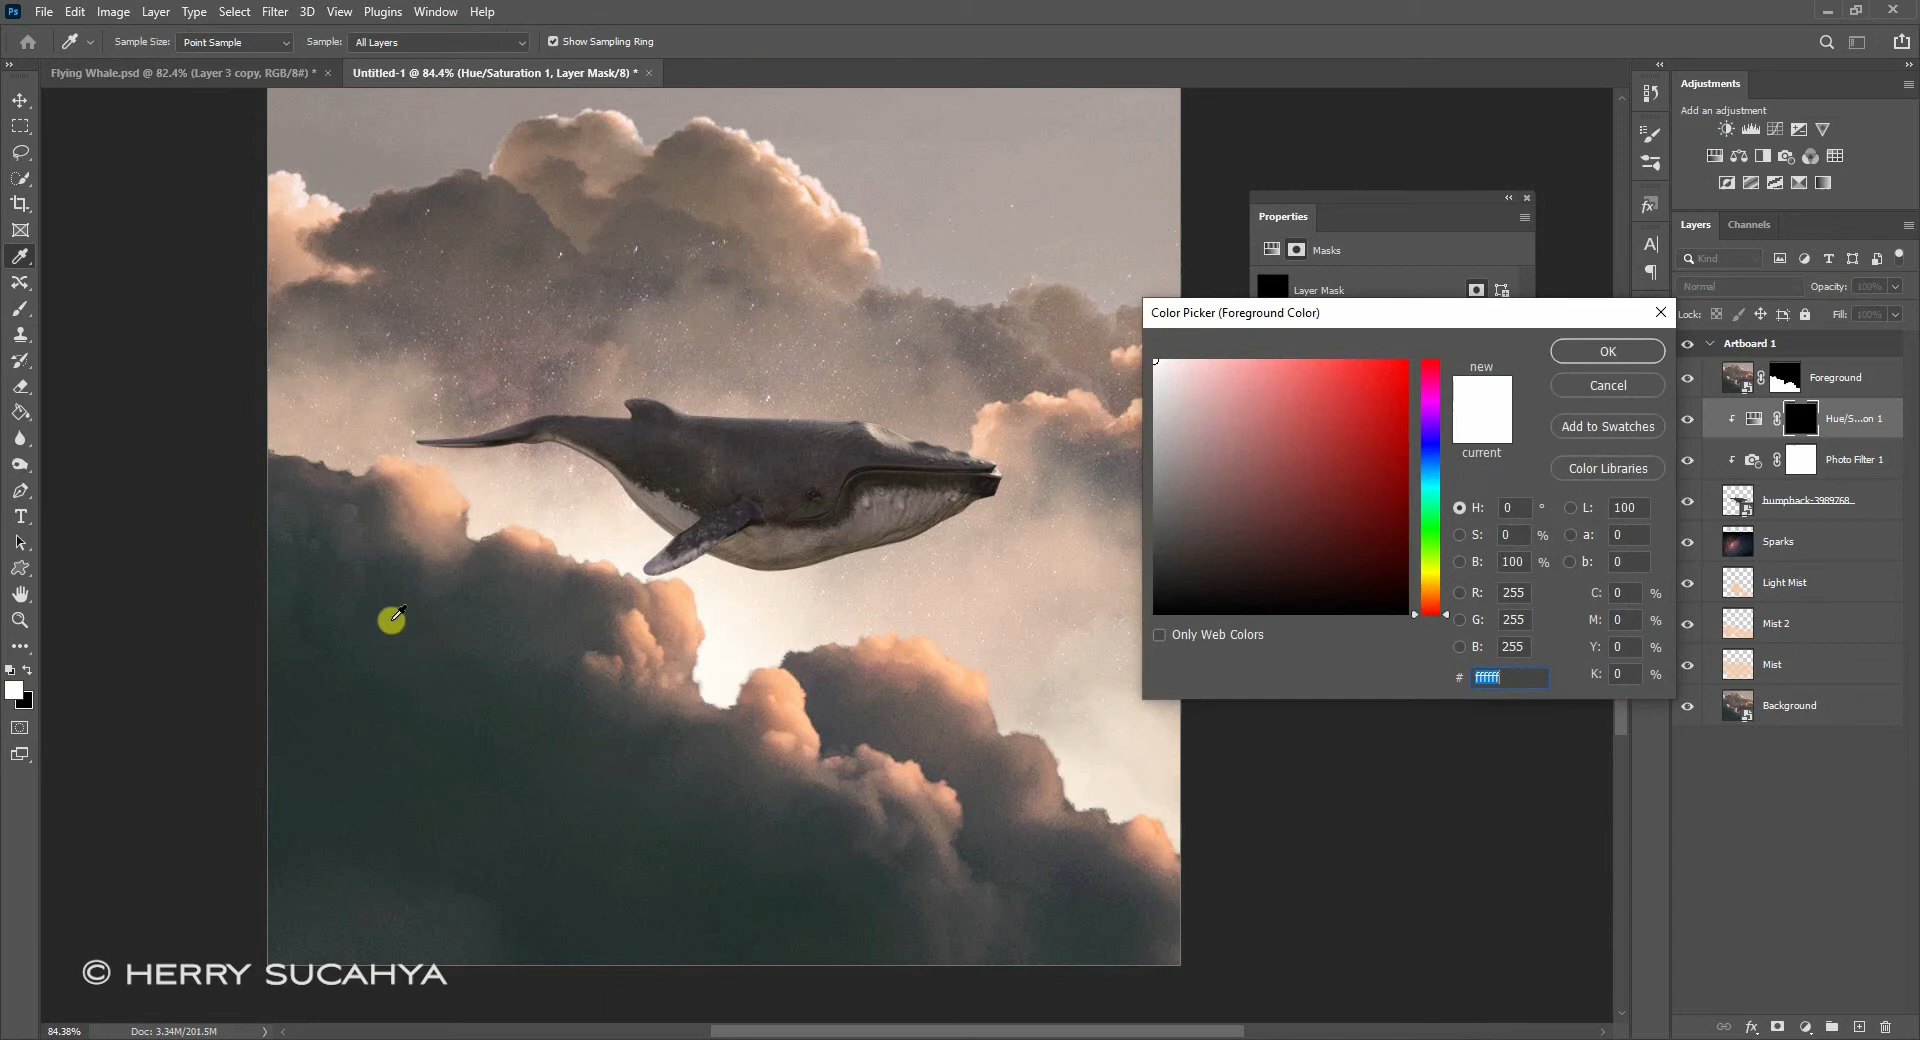 Ps File Edit Image Layer Type Select Filter 3D View Plugins Window Help
Sample Size: Point Sample Sample: All Layers Show Sampling Ring
Flying Whale.psd @ 82.4% (Layer 3 copy, RGB/8#) * × Untitled-1 @ 84.4% (Hue/Saturation 1, Layer Mask/8) * ×
Adjustments
Add an adjustment
Properties
Masks
Layer Mask
Layers Channels
Kind
Normal Opacity: 100%
Lock: Fill: 100%
Artboard 1
Foreground
Hue/S...on 1
Photo Filter 1
humpback-3989768
Sparks
Light Mist
Mist 2
Mist
Background
Color Picker (Foreground Color)
new
current
OK
Cancel
Add to Swatches
Color Libraries
H: 0 ° L: 100
S: 0 % a: 0
B: 100 % b: 0
R: 255 C: 0 %
G: 255 M: 0 %
B: 255 Y: 0 %
# ffffff K: 0 %
Only Web Colors
© HERRY SUCAHYA
84.38% Doc: 3.34M/201.5M